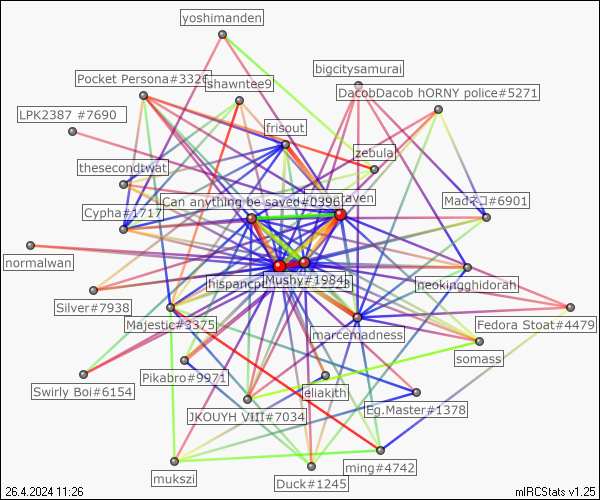 yoshimanden
bigcitysamurai
Pocket Persona#3326
shawntee9
DacobDacob hORNY police#5271
LPK2387 #7690
frisout
zebula
thesecondtwat
Can anything be saved#0396
raven
Madネコ#6901
Cypha#1717
normalwan
Mushy#1984
neokingghidorah
Silver#7938
Majestic#3375
marcemadness
Fedora Stoat#4479
somass
Swirly Boi#6154
Pikabro#9971
eliakith
JKOUYH VIII#7034
Eg.Master#1378
ming#4742
mukszi
Duck#1245
26.4.2024 11:26
mIRCStats v1.25